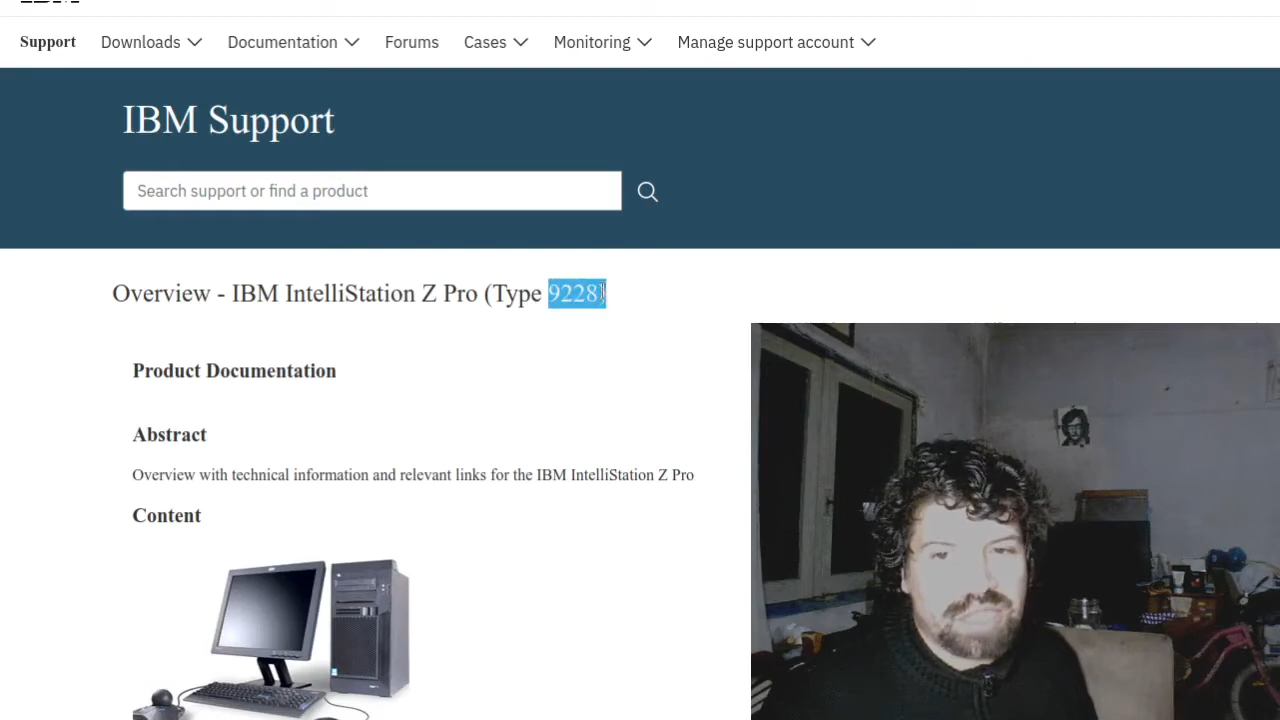 Support Downloads Documentation Forums Cases Monitoring Manage support account
IBM Support
Search support or find a product
Overview - IBM IntelliStation Z Pro (Type 9228)
Product Documentation
Abstract
Overview with technical information and relevant links for the IBM IntelliStation Z Pro
Content